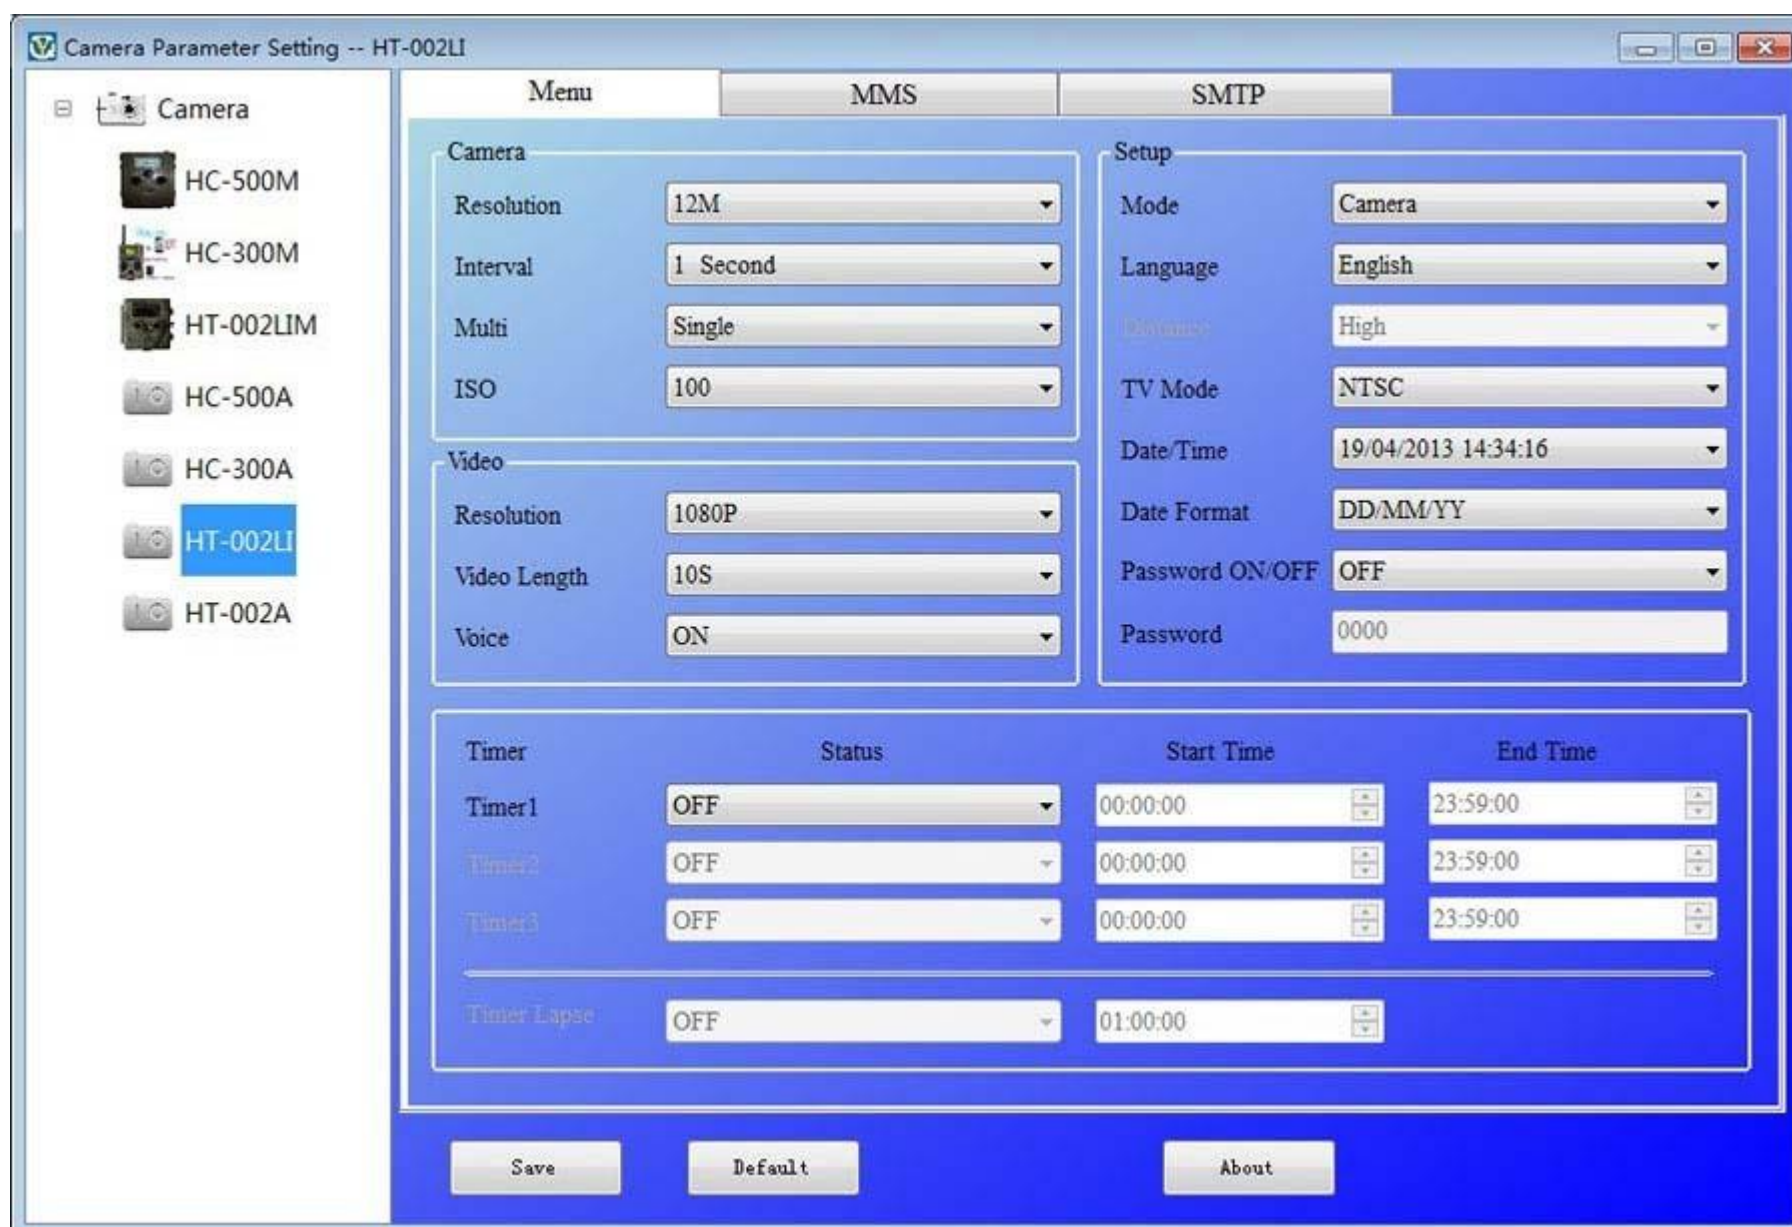 Camera Parameter Setting -- HT-002LI
Camera
HC-500M
HC-300M
HT-002LIM
HC-500A
HC-300A
HT-002LI
HT-002A
Menu MMS SMTP
Camera
Resolution 12M
Interval 1 Second
Multi Single
ISO 100
Video
Resolution 1080P
Video Length 10S
Voice ON
Setup
Mode Camera
Language English
Distance High
TV Mode NTSC
Date/Time 19/04/2013 14:34:16
Date Format DD/MM/YY
Password ON/OFF OFF
Password 0000
Timer Status Start Time End Time
Timer1 OFF 00:00:00 23:59:00
Timer2 OFF 00:00:00 23:59:00
Timer3 OFF 00:00:00 23:59:00
Timer Lapse OFF 01:00:00
Save Default About